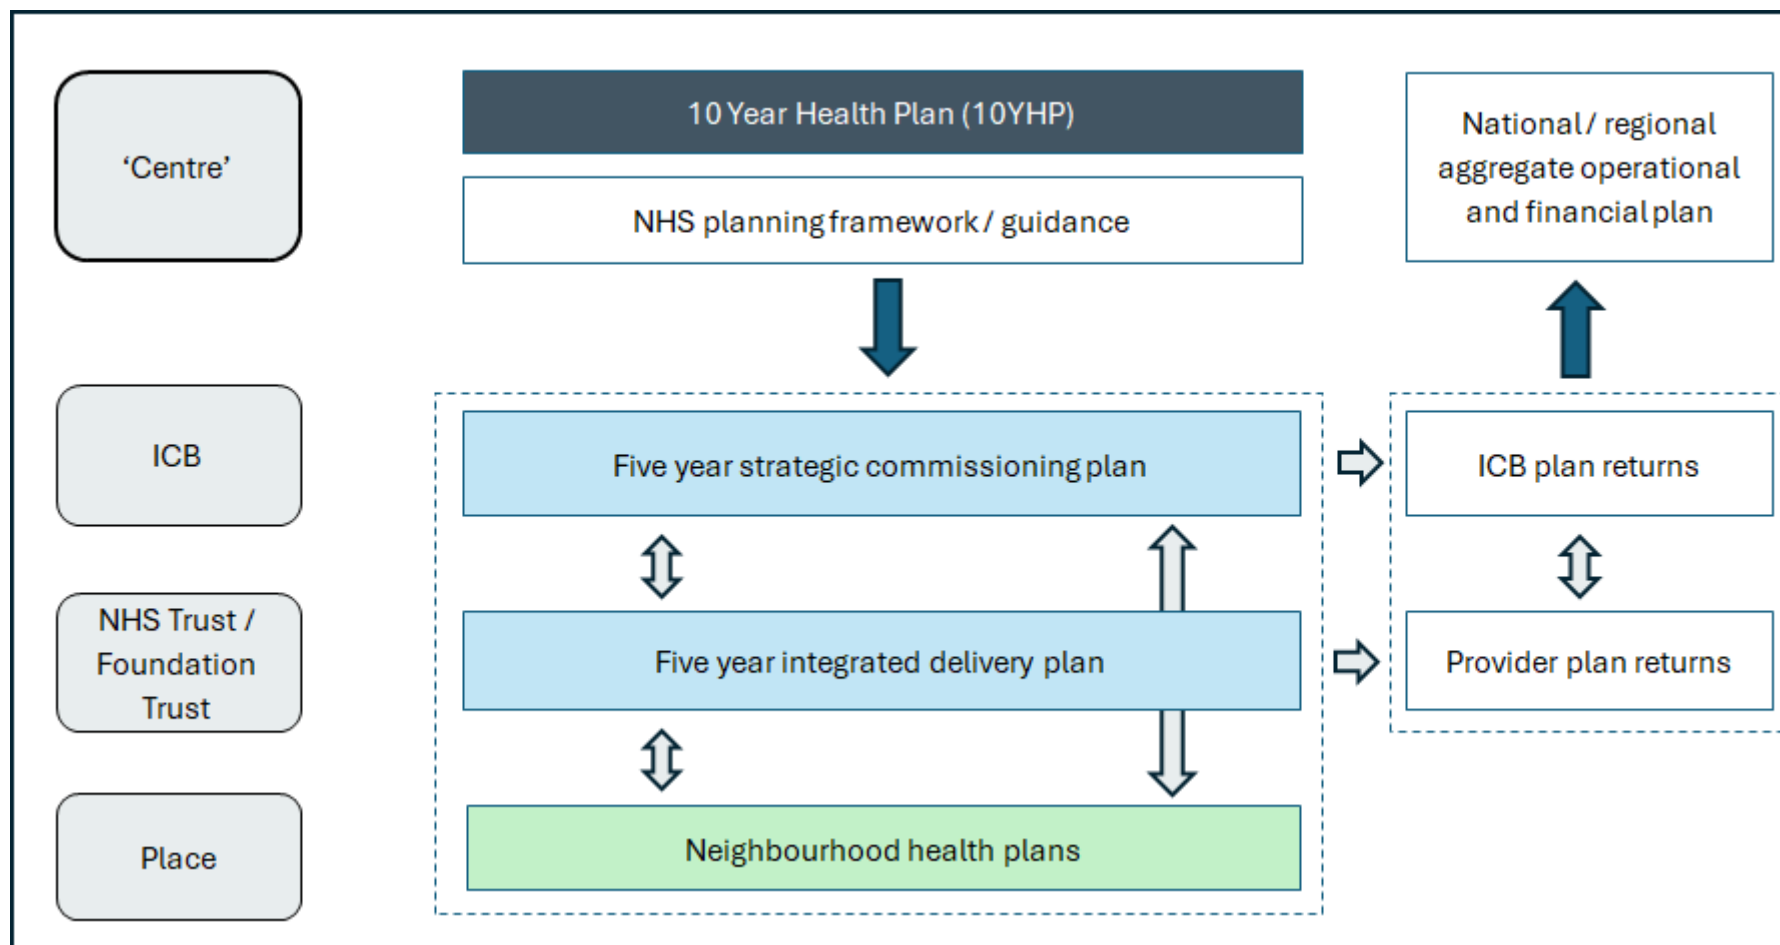 ‘Centre’
10 Year Health Plan (10YHP)
NHS planning framework / guidance
National / regional
aggregate operational
and financial plan
ICB
Five year strategic commissioning plan
ICB plan returns
NHS Trust /
Foundation
Trust
Five year integrated delivery plan
Provider plan returns
Place
Neighbourhood health plans